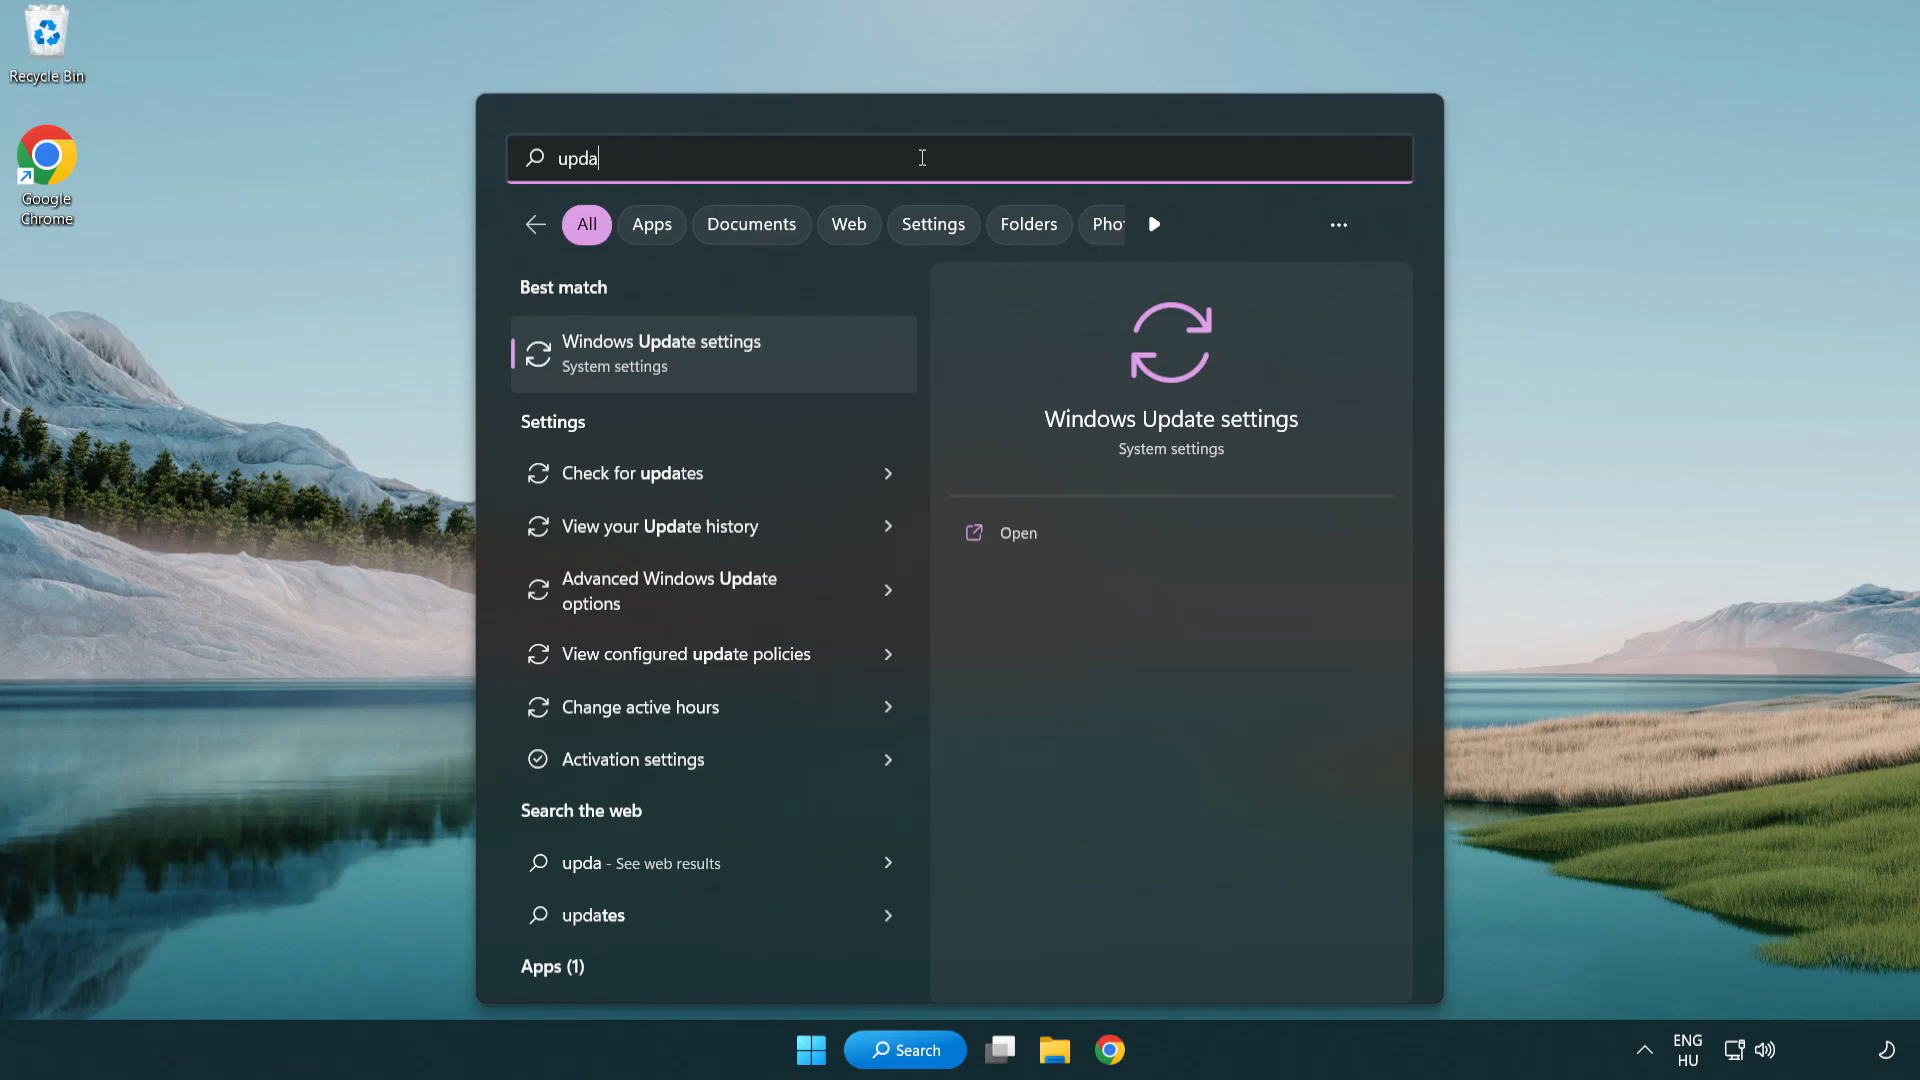 Recycle Bin
Google
Chrome
upda
All
Apps
Documents
Web
Settings
Folders
Pho
Best match
Windows Update settings
System settings
Settings
Check for updates
View your Update history
Advanced Windows Update
options
View configured update policies
Change active hours
Activation settings
Search the web
upda - See web results
updates
Apps (1)
Windows Update settings
System settings
Open
Search
ENG
HU